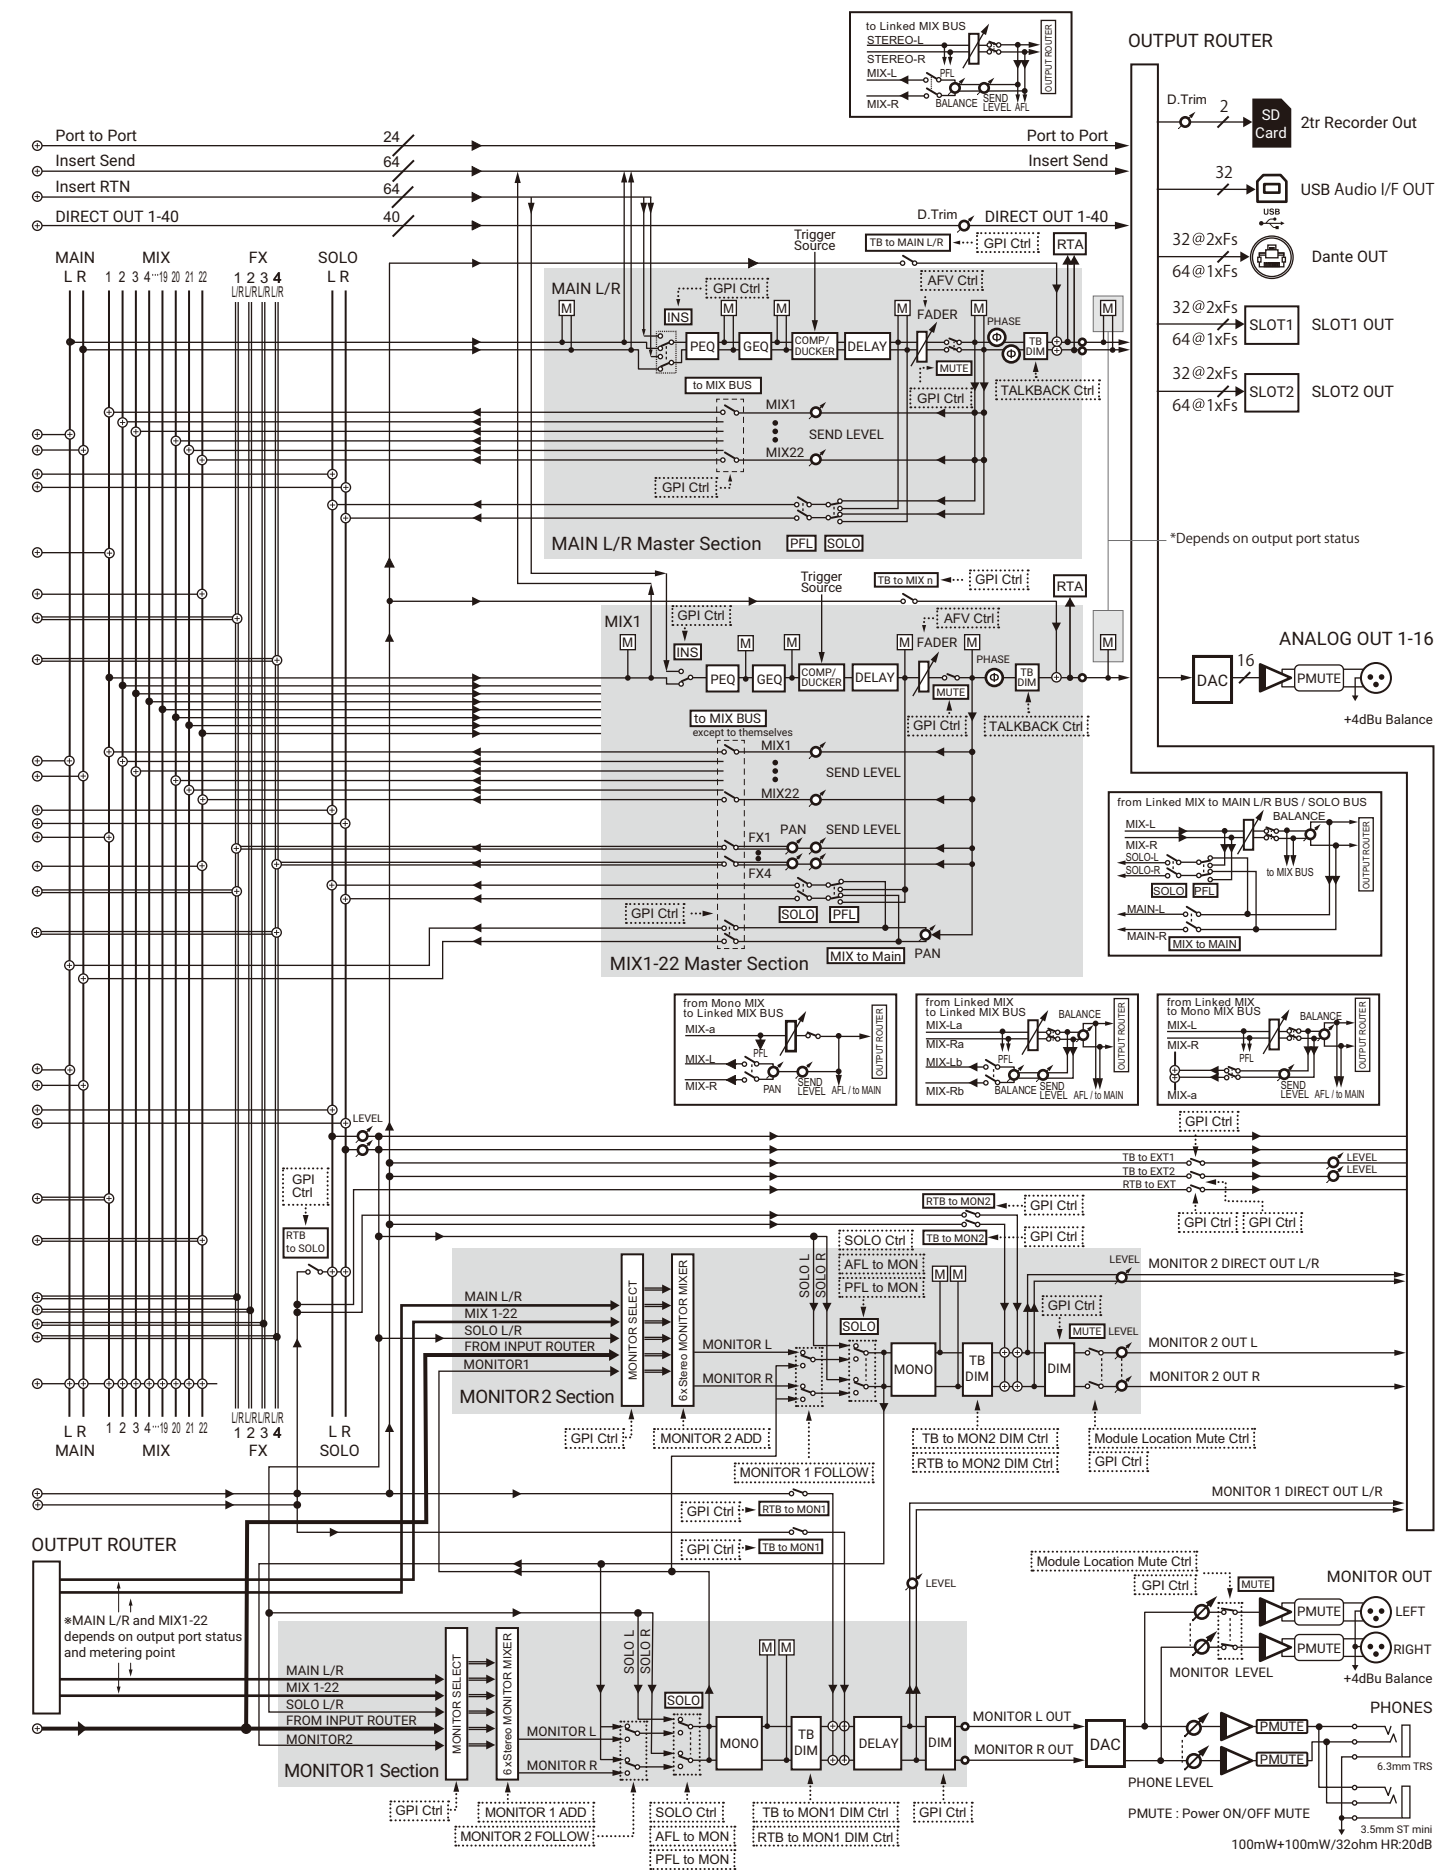 to Linked MIX BUS
STEREO-L
STEREO-R
MIX-L
PFL
MIX-R
BALANCE
SEND
LEVEL
AFL
OUTPUT ROUTER
OUTPUT ROUTER
D.Trim
2
SD
Card
2tr Recorder Out
Port to Port
24
Port to Port
Insert Send
64
Insert Send
Insert RTN
64
32
USB Audio I/F OUT
USB
DIRECT OUT 1-40
40
D.Trim
DIRECT OUT 1-40
Trigger
Source
TB to MAIN L/R
GPI Ctrl
RTA
32@2xFs
64@1xFs
Dante OUT
MAIN
L R
MIX
1 2 3 4···19 20 21 22
FX
1 2 3 4
L/R L/R L/R L/R
SOLO
L R
MAIN L/R
GPI Ctrl
AFV Ctrl
M
INS
M
M
M
FADER
M
PHASE
M
32@2xFs
64@1xFs
SLOT1
SLOT1 OUT
PEQ
GEQ
COMP/
DUCKER
DELAY
Φ
Φ
TB
DIM
MUTE
GPI Ctrl
TALKBACK Ctrl
32@2xFs
64@1xFs
SLOT2
SLOT2 OUT
to MIX BUS
MIX1
SEND LEVEL
MIX22
GPI Ctrl
MAIN L/R Master Section
PFL
SOLO
*Depends on output port status
Trigger
Source
TB to MIX n
GPI Ctrl
RTA
MIX1
GPI Ctrl
AFV Ctrl
M
INS
M
M
M
FADER
M
PHASE
M
ANALOG OUT 1-16
PEQ
GEQ
COMP/
DUCKER
DELAY
Φ
TB
DIM
DAC
16
PMUTE
+4dBu Balance
MUTE
GPI Ctrl
TALKBACK Ctrl
to MIX BUS
except to themselves
MIX1
SEND LEVEL
MIX22
FX1
PAN
SEND LEVEL
FX4
GPI Ctrl
SOLO
PFL
MIX to Main
PAN
MIX1-22 Master Section
from Linked MIX to MAIN L/R BUS / SOLO BUS
BALANCE
MIX-L
MIX-R
SOLO-L
SOLO-R
to MIX BUS
SOLO
PFL
MAIN-L
MAIN-R
MIX to MAIN
OUTPUT ROUTER
from Mono MIX
to Linked MIX BUS
MIX-a
PFL
MIX-L
MIX-R
PAN
SEND
LEVEL
AFL / to MAIN
OUTPUT ROUTER
from Linked MIX
to Linked MIX BUS
BALANCE
MIX-La
MIX-Ra
PFL
MIX-Lb
MIX-Rb
BALANCE
SEND
LEVEL
AFL / to MAIN
OUTPUT ROUTER
from Linked MIX
to Mono MIX BUS
BALANCE
MIX-L
MIX-R
PFL
MIX-a
SEND
LEVEL
AFL / to MAIN
OUTPUT ROUTER
LEVEL
GPI Ctrl
TB to EXT1
LEVEL
TB to EXT2
LEVEL
RTB to EXT
GPI Ctrl
GPI Ctrl
GPI
Ctrl
RTB
to SOLO
RTB to MON2
GPI Ctrl
TB to MON2
GPI Ctrl
SOLO L
SOLO R
SOLO Ctrl
AFL to MON
PFL to MON
SOLO
M
M
LEVEL
MONITOR 2 DIRECT OUT L/R
GPI Ctrl
MUTE
LEVEL
MAIN L/R
MIX 1-22
SOLO L/R
FROM INPUT ROUTER
MONITOR1
MONITOR SELECT
6xStereo MONITOR MIXER
MONITOR L
MONITOR R
MONO
TB
DIM
DIM
MONITOR 2 OUT L
MONITOR 2 OUT R
MONITOR 2 Section
GPI Ctrl
MONITOR 2 ADD
MONITOR 1 FOLLOW
TB to MON2 DIM Ctrl
RTB to MON2 DIM Ctrl
Module Location Mute Ctrl
GPI Ctrl
L/R L/R L/R L/R
L R
MAIN
1 2 3 4···19 20 21 22
MIX
1 2 3 4
FX
L R
SOLO
GPI Ctrl
RTB to MON1
GPI Ctrl
TB to MON1
MONITOR 1 DIRECT OUT L/R
LEVEL
OUTPUT ROUTER
※MAIN L/R and MIX1-22
depends on output port status
and metering point
Module Location Mute Ctrl
GPI Ctrl
MUTE
MONITOR OUT
PMUTE
LEFT
PMUTE
RIGHT
MONITOR LEVEL
+4dBu Balance
SOLO L
SOLO R
SOLO
M
M
MAIN L/R
MIX 1-22
SOLO L/R
FROM INPUT ROUTER
MONITOR2
MONITOR SELECT
6xStereo MONITOR MIXER
MONITOR L
MONITOR R
MONO
TB
DIM
DELAY
DIM
MONITOR L OUT
MONITOR R OUT
DAC
PHONES
PMUTE
PMUTE
6.3mm TRS
PHONE LEVEL
MONITOR 1 Section
GPI Ctrl
MONITOR 1 ADD
MONITOR 2 FOLLOW
SOLO Ctrl
AFL to MON
PFL to MON
TB to MON1 DIM Ctrl
RTB to MON1 DIM Ctrl
GPI Ctrl
PMUTE : Power ON/OFF MUTE
3.5mm ST mini
100mW+100mW/32ohm HR:20dB